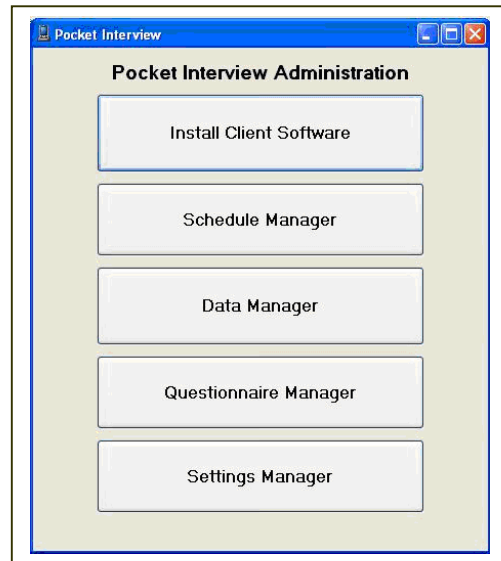 Pocket Interview
Pocket Interview Administration
Install Client Software
Schedule Manager
Data Manager
Questionnaire Manager
Settings Manager